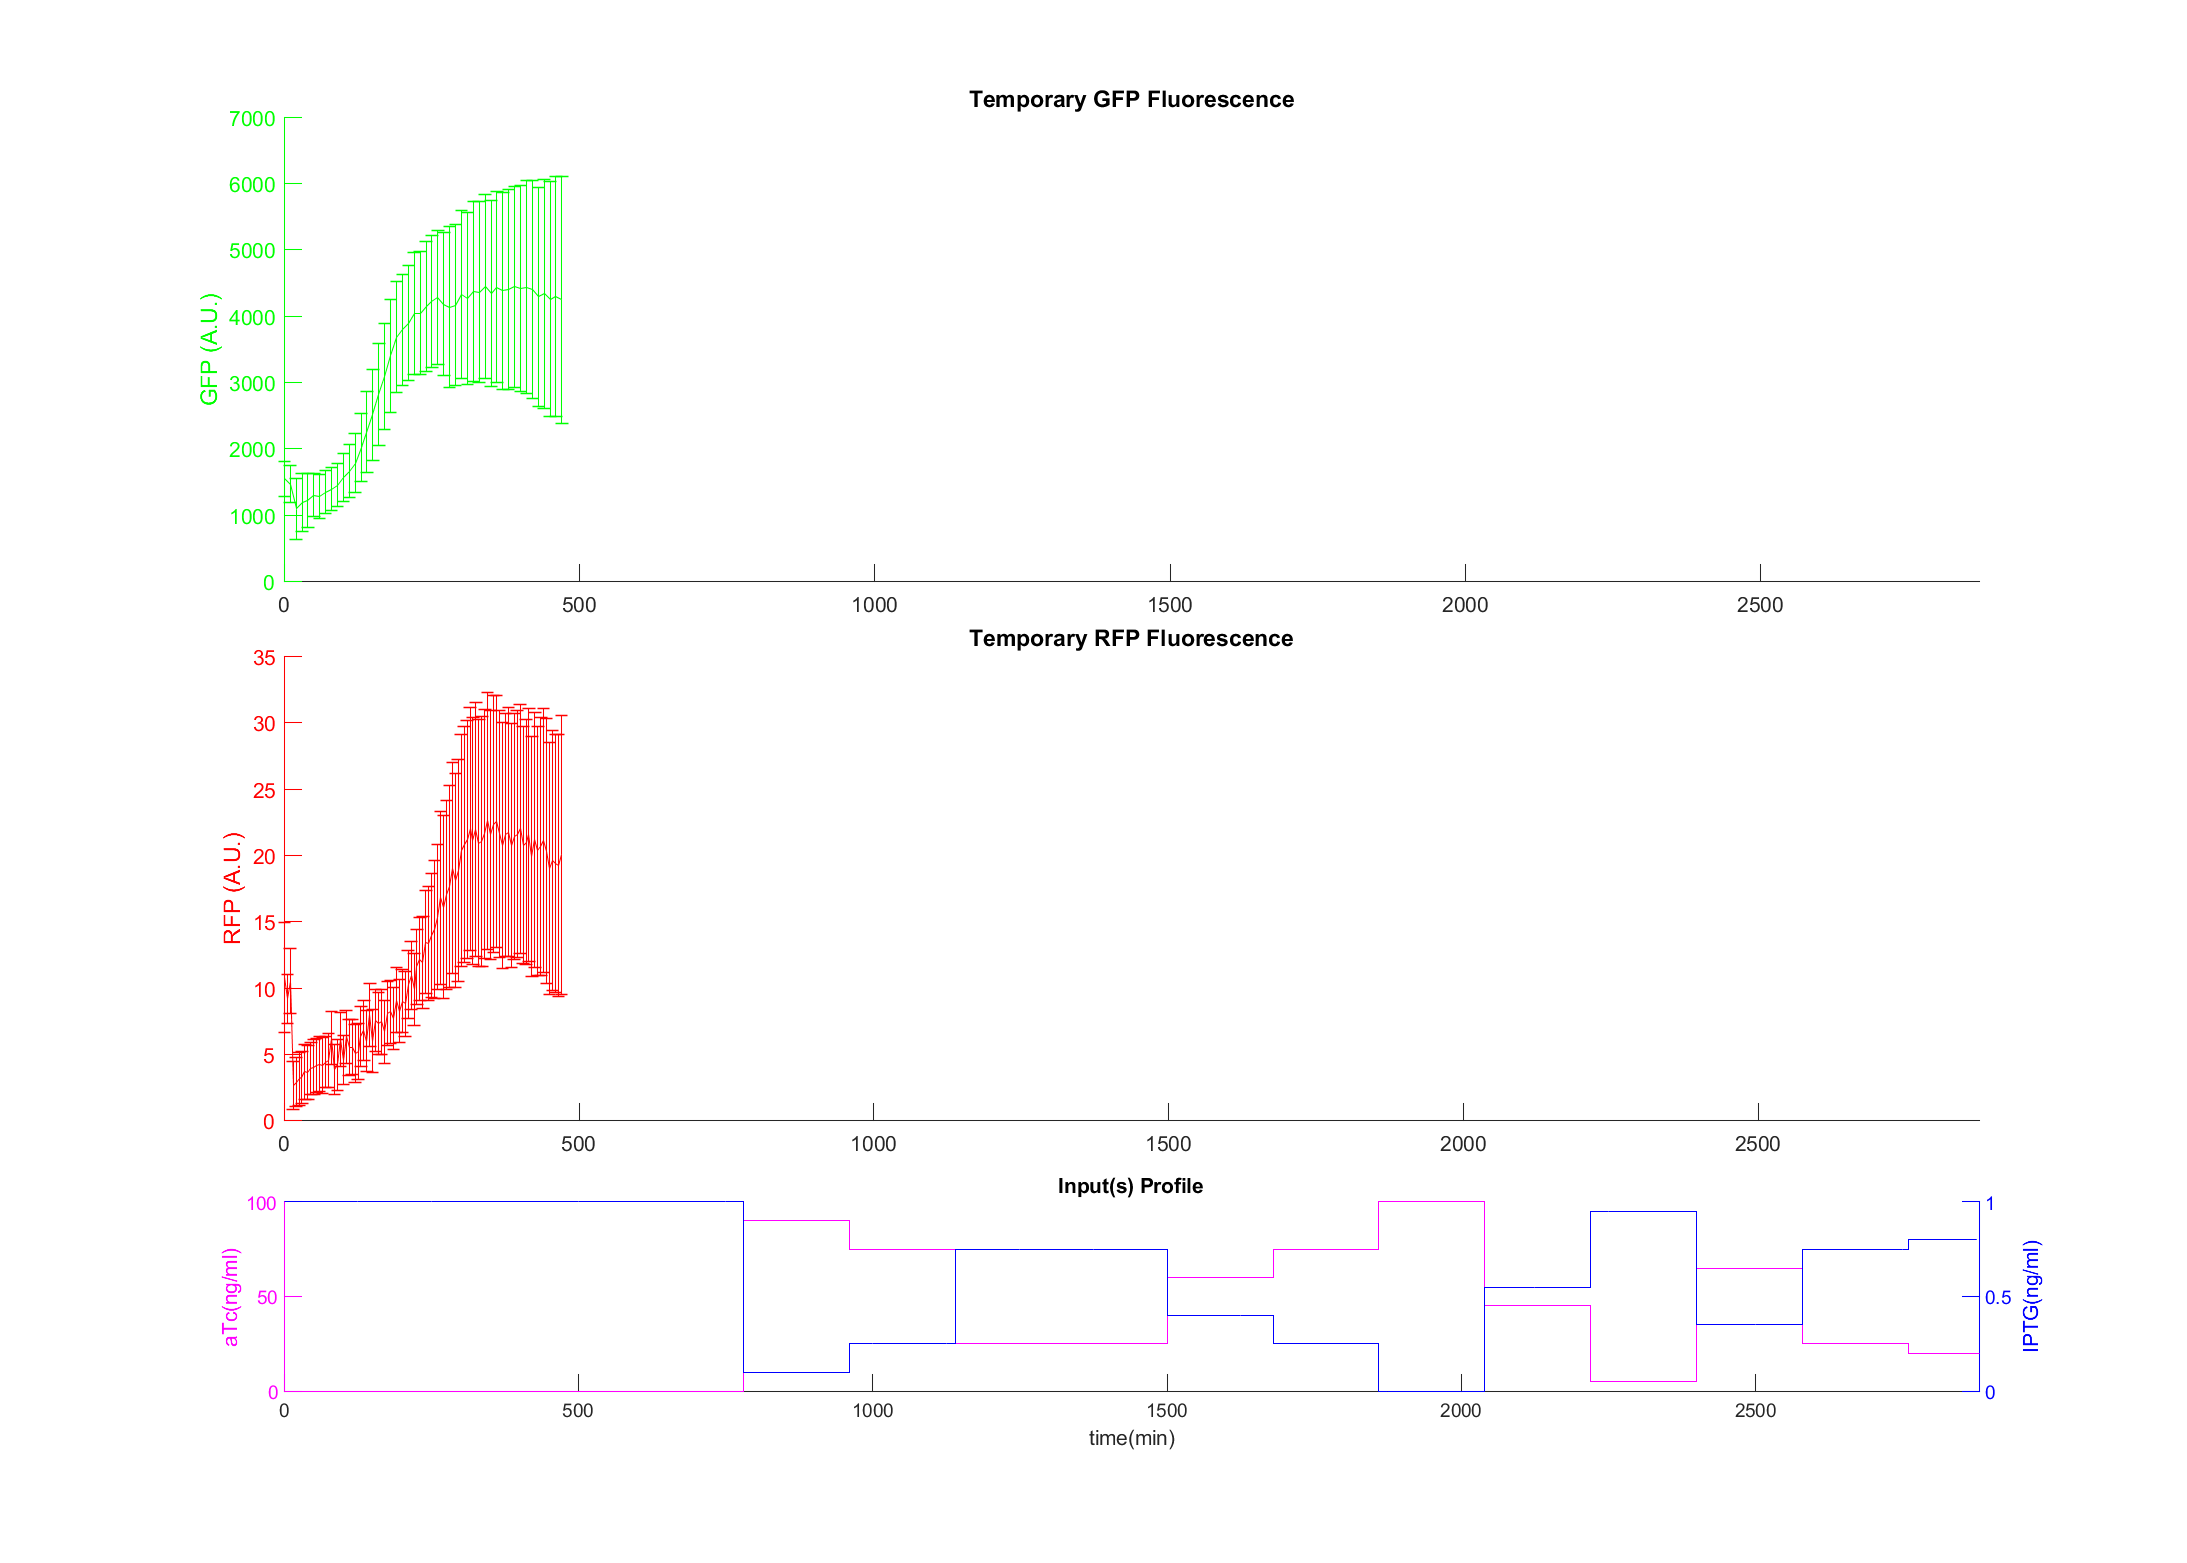 Temporary GFP Fluorescence
7000
6000
5000
4000
3000
2000
1000
0
GFP (A.U.)
0 500 1000 1500 2000 2500
Temporary RFP Fluorescence
35
30
25
20
15
10
5
0
RFP (A.U.)
0 500 1000 1500 2000 2500
Input(s) Profile
100
50
0
aTc(ng/ml)
1
0.5
0
IPTG(ng/ml)
0 500 1000 1500 2000 2500
time(min)